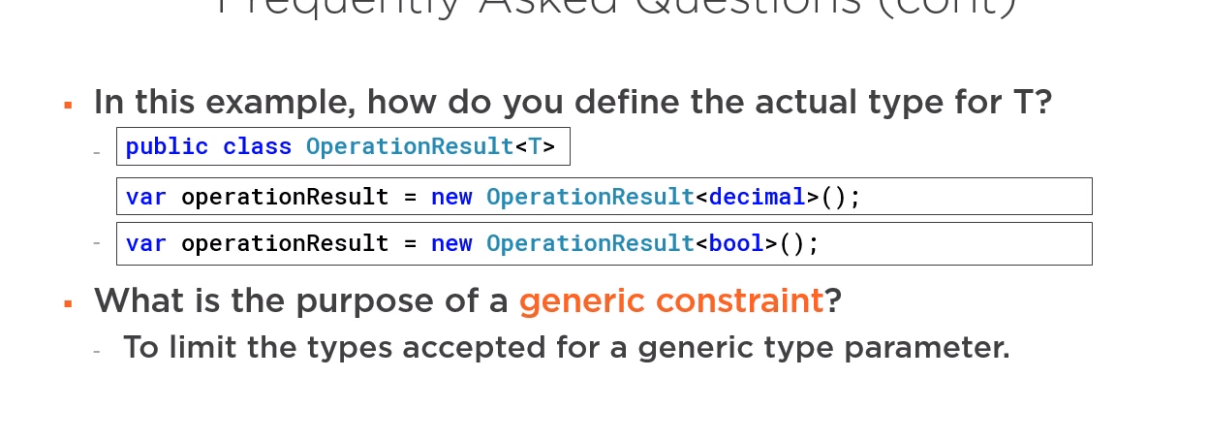 Frequently Asked Questions (cont)
▪ In this example, how do you define the actual type for T?
- public class OperationResult<T>
var operationResult = new OperationResult<decimal>();
- var operationResult = new OperationResult<bool>();
▪ What is the purpose of a generic constraint?
- To limit the types accepted for a generic type parameter.